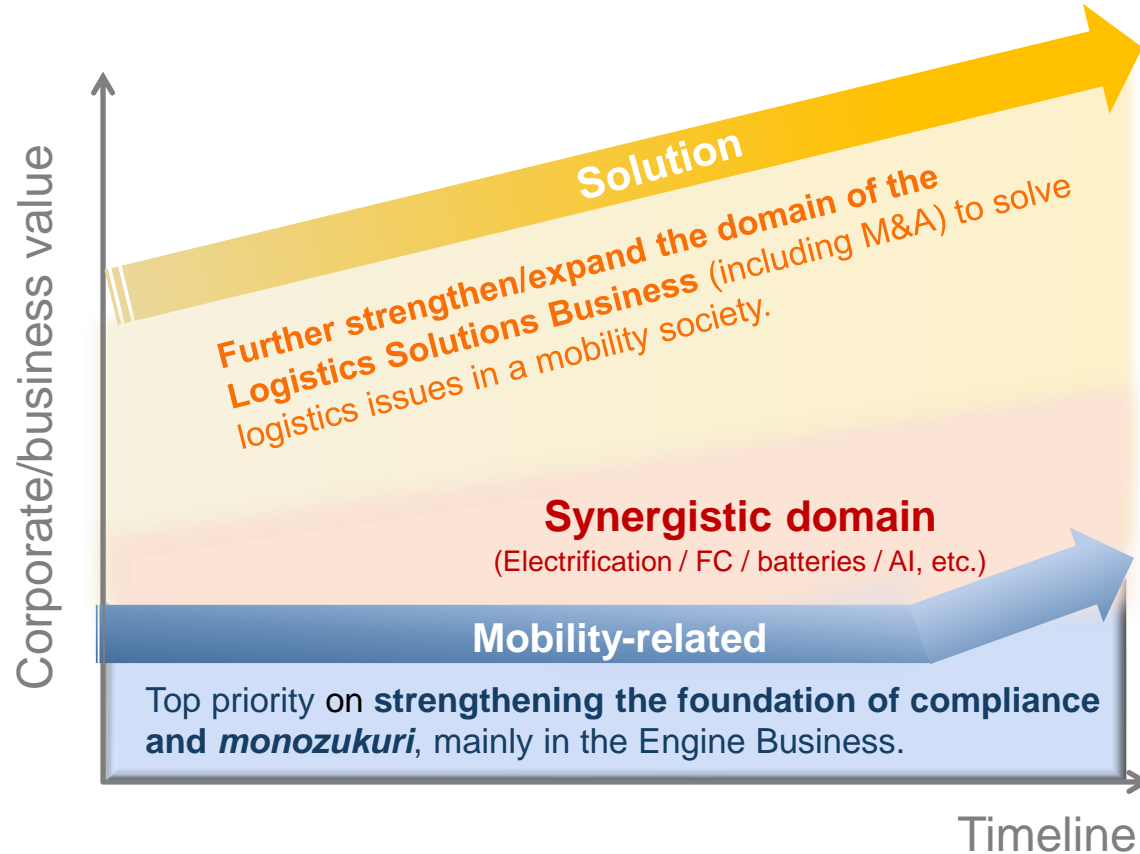 Corporate/business value
Solution
Further strengthen/expand the domain of the
Logistics Solutions Business (including M&A) to solve
logistics issues in a mobility society.
Synergistic domain
(Electrification / FC / batteries / AI, etc.)
Mobility-related
Top priority on strengthening the foundation of compliance
and monozukuri, mainly in the Engine Business.
Timeline